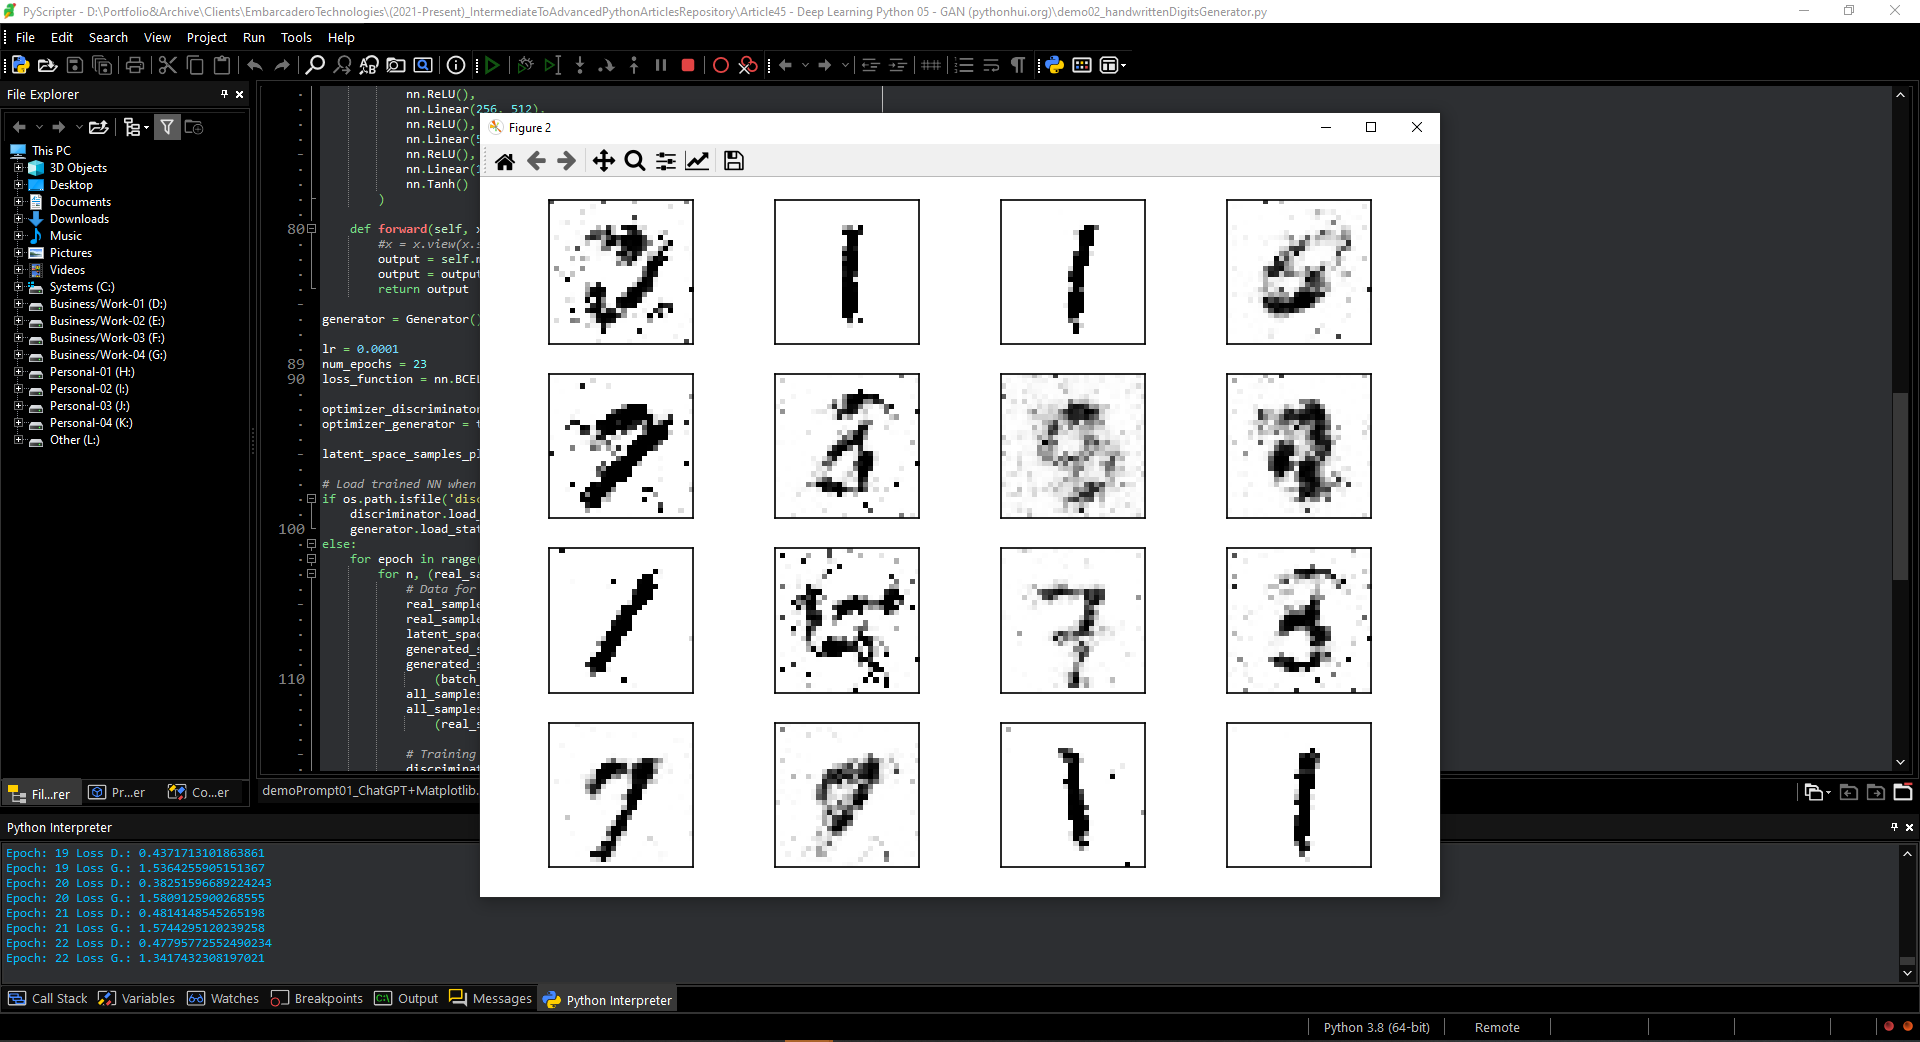 PyScripter - D:\Portfolio&Archive\Clients\EmbarcaderoTechnologies\(2021-Present)_IntermediateToAdvancedPythonArticlesRepository\Article45 - Deep Learning Python 05 - GAN (pythonhui.org)\demo02_handwrittenDigitsGenerator.py
File Edit Search View Project Run Tools Help
File Explorer
This PC
3D Objects
Desktop
Documents
Downloads
Music
Pictures
Videos
Systems (C:)
Business/Work-01 (D:)
Business/Work-02 (E:)
Business/Work-03 (F:)
Business/Work-04 (G:)
Personal-01 (H:)
Personal-02 (I:)
Personal-03 (J:)
Personal-04 (K:)
Other (L:)
Fil...rer Pr...er Co...er
nn.ReLU(),
nn.Linear(256, 512),
nn.ReLU(),
nn.Linear(5
nn.ReLU(),
nn.Linear(
nn.Tanh()
)
80 def forward(self, x
#x = x.view(x.s
output = self.m
output = outpu
return output
generator = Generator()
lr = 0.0001
89 num_epochs = 23
90 loss_function = nn.BCEL
optimizer_discriminator
optimizer_generator = t
latent_space_samples_pl
# Load trained NN when
if os.path.isfile('disc
discriminator.load_
100 generator.load_stat
else:
for epoch in range(
for n, (real_sa
# Data for
real_sample
real_sample
latent_spac
generated_s
generated_s
110 (batch_
all_samples
all_samples
(real_s
# Training
discriminat
demoPrompt01_ChatGPT+Matplotlib.
Figure 2
Python Interpreter
Epoch: 19 Loss D.: 0.4371713101863861
Epoch: 19 Loss G.: 1.5364255905151367
Epoch: 20 Loss D.: 0.38251596689224243
Epoch: 20 Loss G.: 1.5809125900268555
Epoch: 21 Loss D.: 0.4814148545265198
Epoch: 21 Loss G.: 1.5744295120239258
Epoch: 22 Loss D.: 0.47795772552490234
Epoch: 22 Loss G.: 1.3417432308197021
Call Stack Variables Watches Breakpoints Output Messages Python Interpreter
Python 3.8 (64-bit) Remote